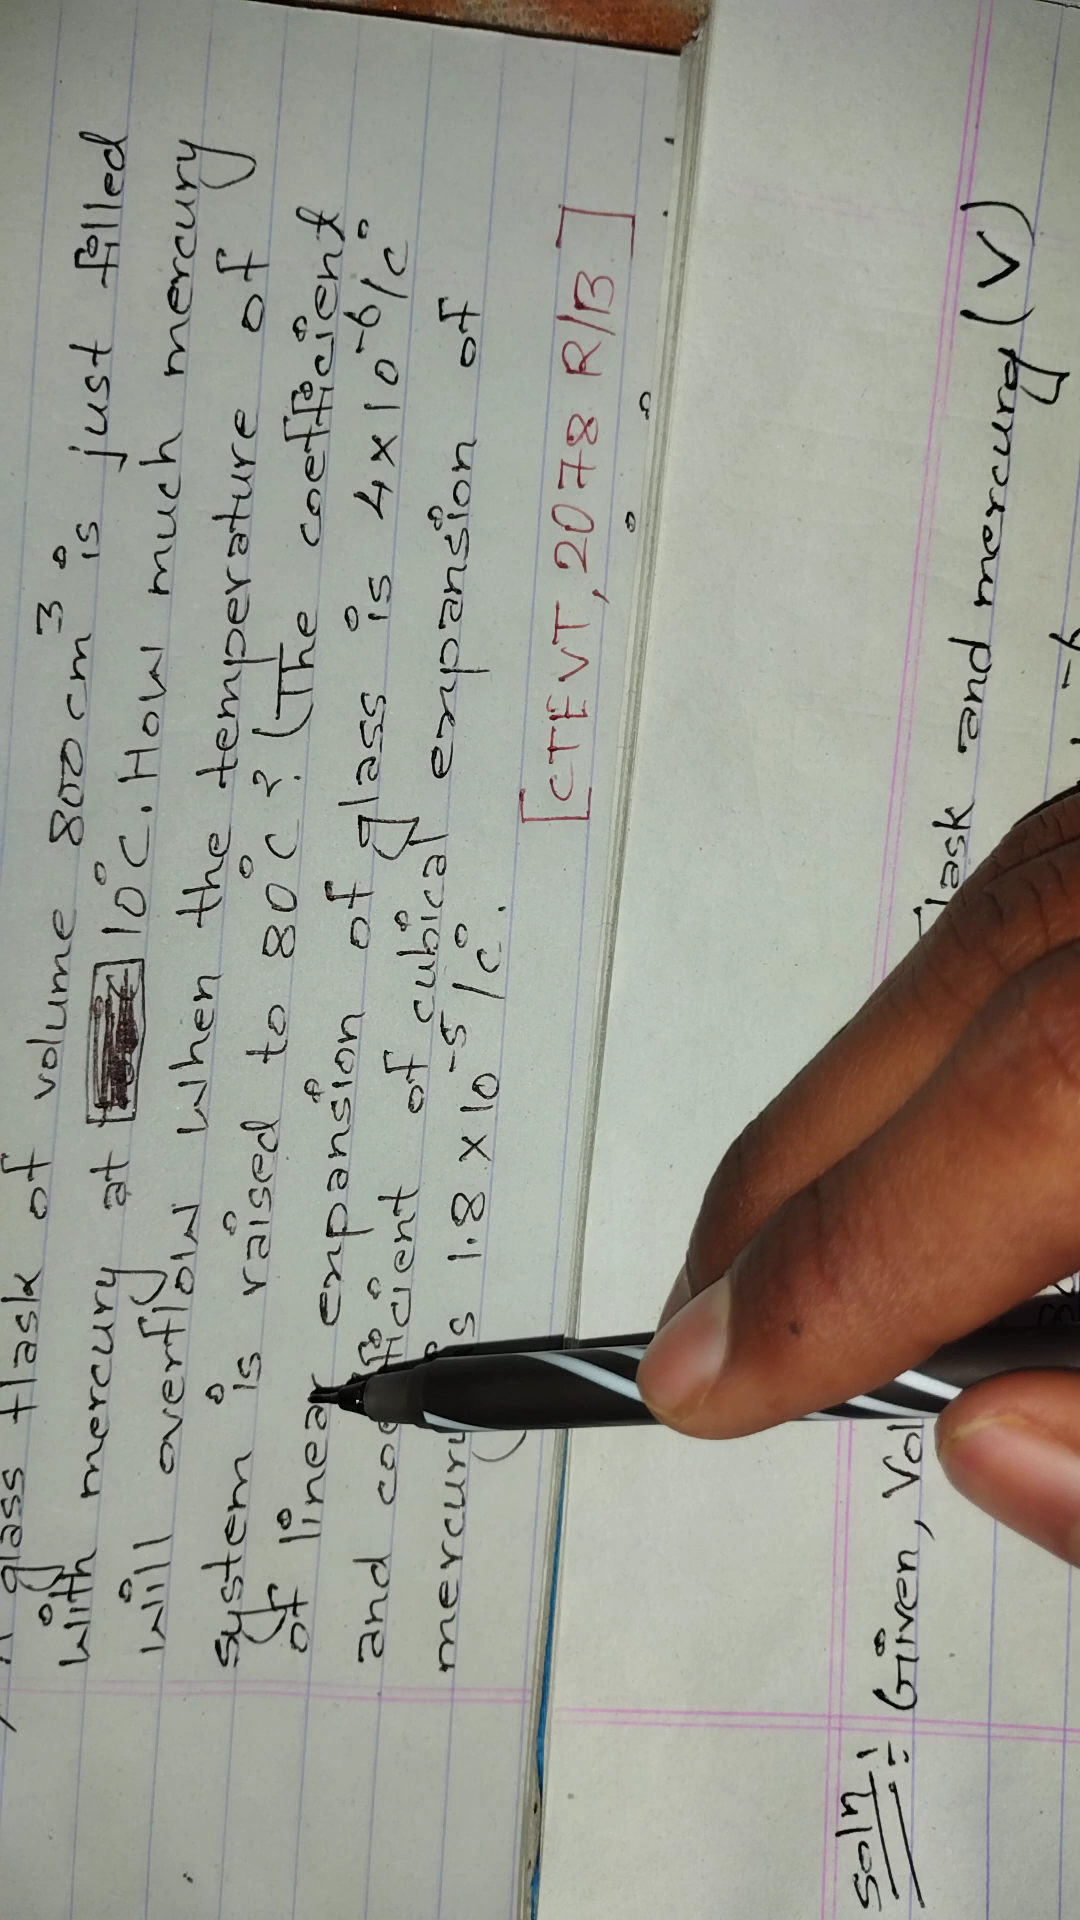 A glass flask of volume 800 cm³ is just filled
with mercury at 10°C. How much mercury
will overflow when the temperature of
system is raised to 80°C? (The coefficient
of linear expansion of glass is 4×10⁻⁶/c°
and coefficient of cubical expansion of
mercury is 1.8×10⁻⁵/c°.
[CTEVT, 2078 R/B]
Soln:-
Given, Vol flask and mercury (V)